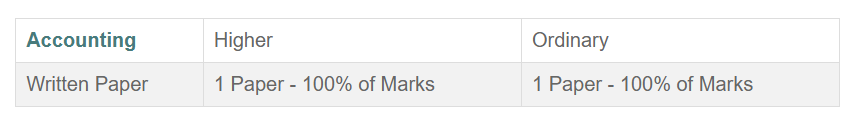 Accounting Higher Ordinary
Written Paper 1 Paper - 100% of Marks 1 Paper - 100% of Marks